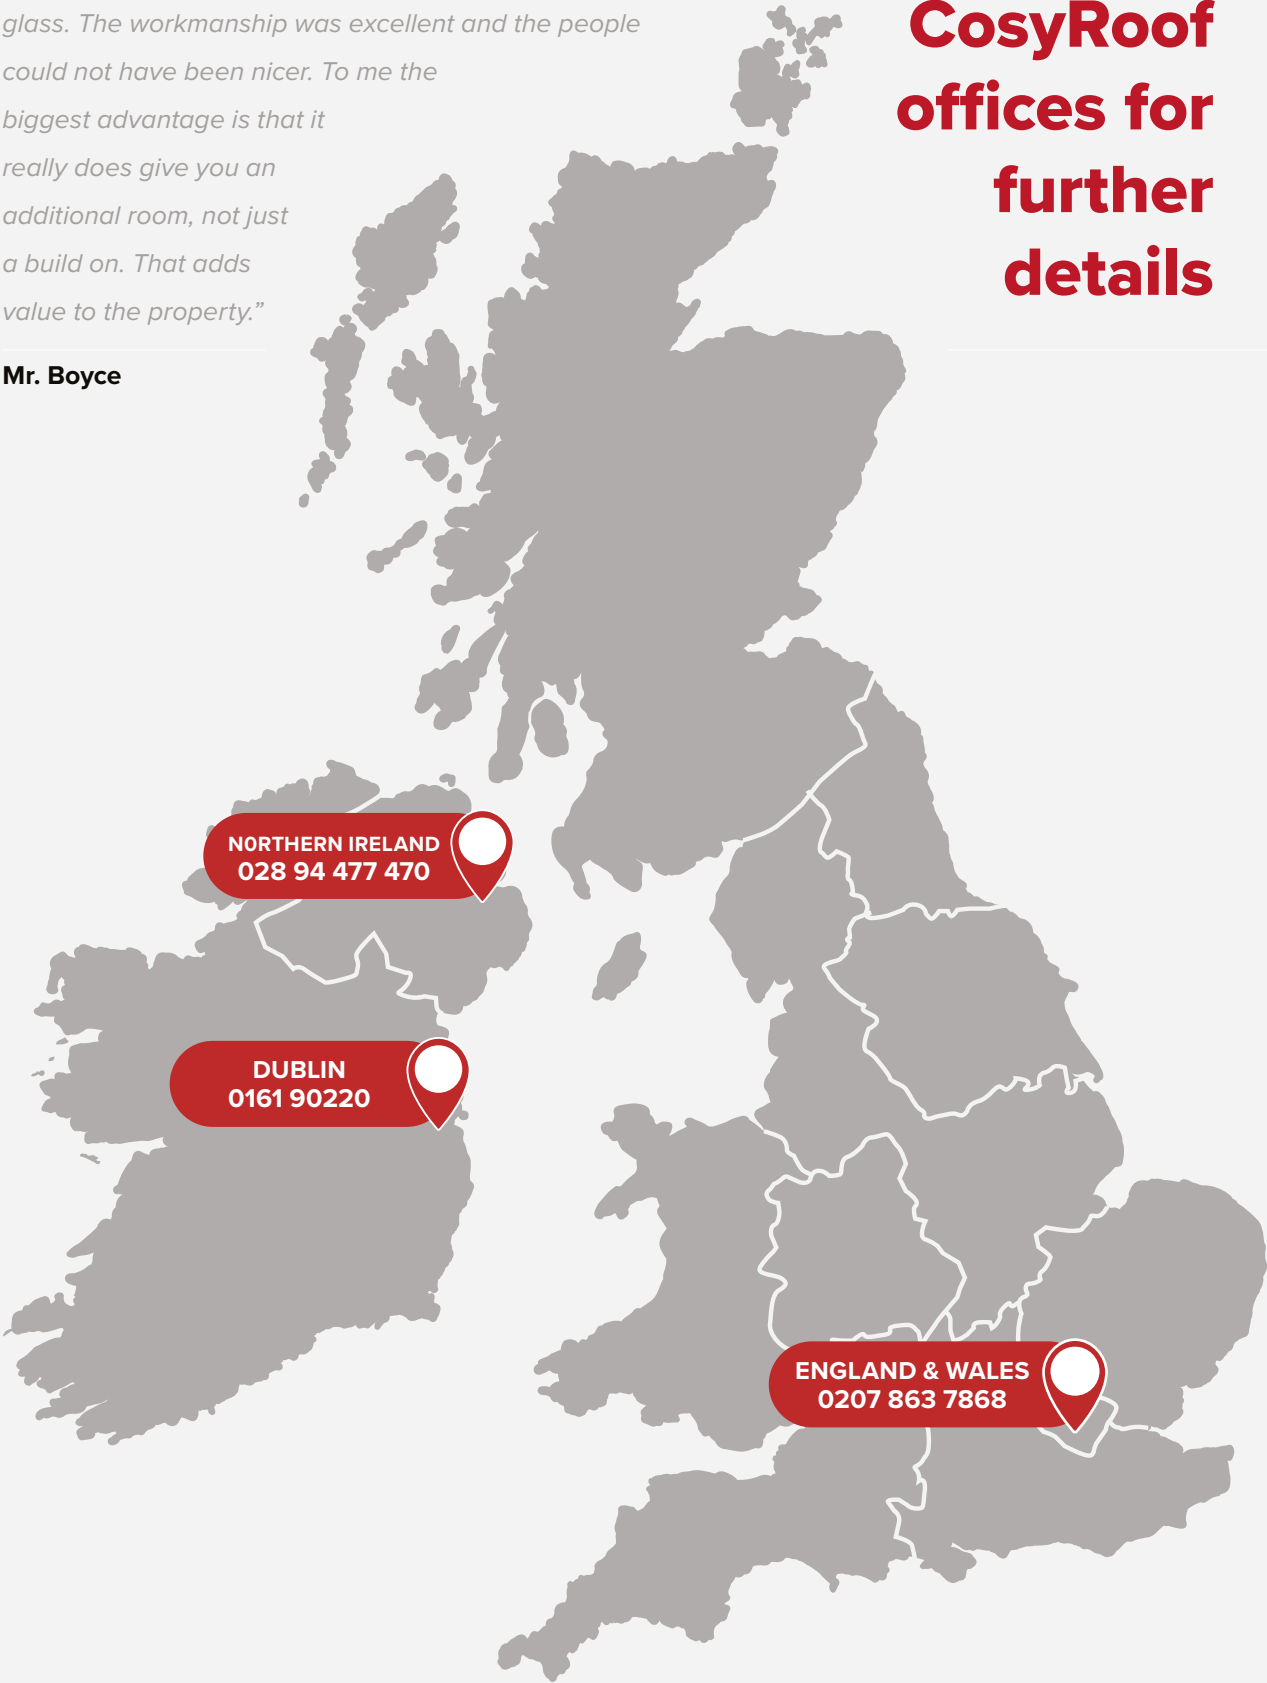 glass. The workmanship was excellent and the people
could not have been nicer. To me the
biggest advantage is that it
really does give you an
additional room, not just
a build on. That adds
value to the property.”
Mr. Boyce
CosyRoof
offices for
further
details
N0RTHERN IRELAND
028 94 477 470
DUBLIN
0161 90220
ENGLAND & WALES
0207 863 7868